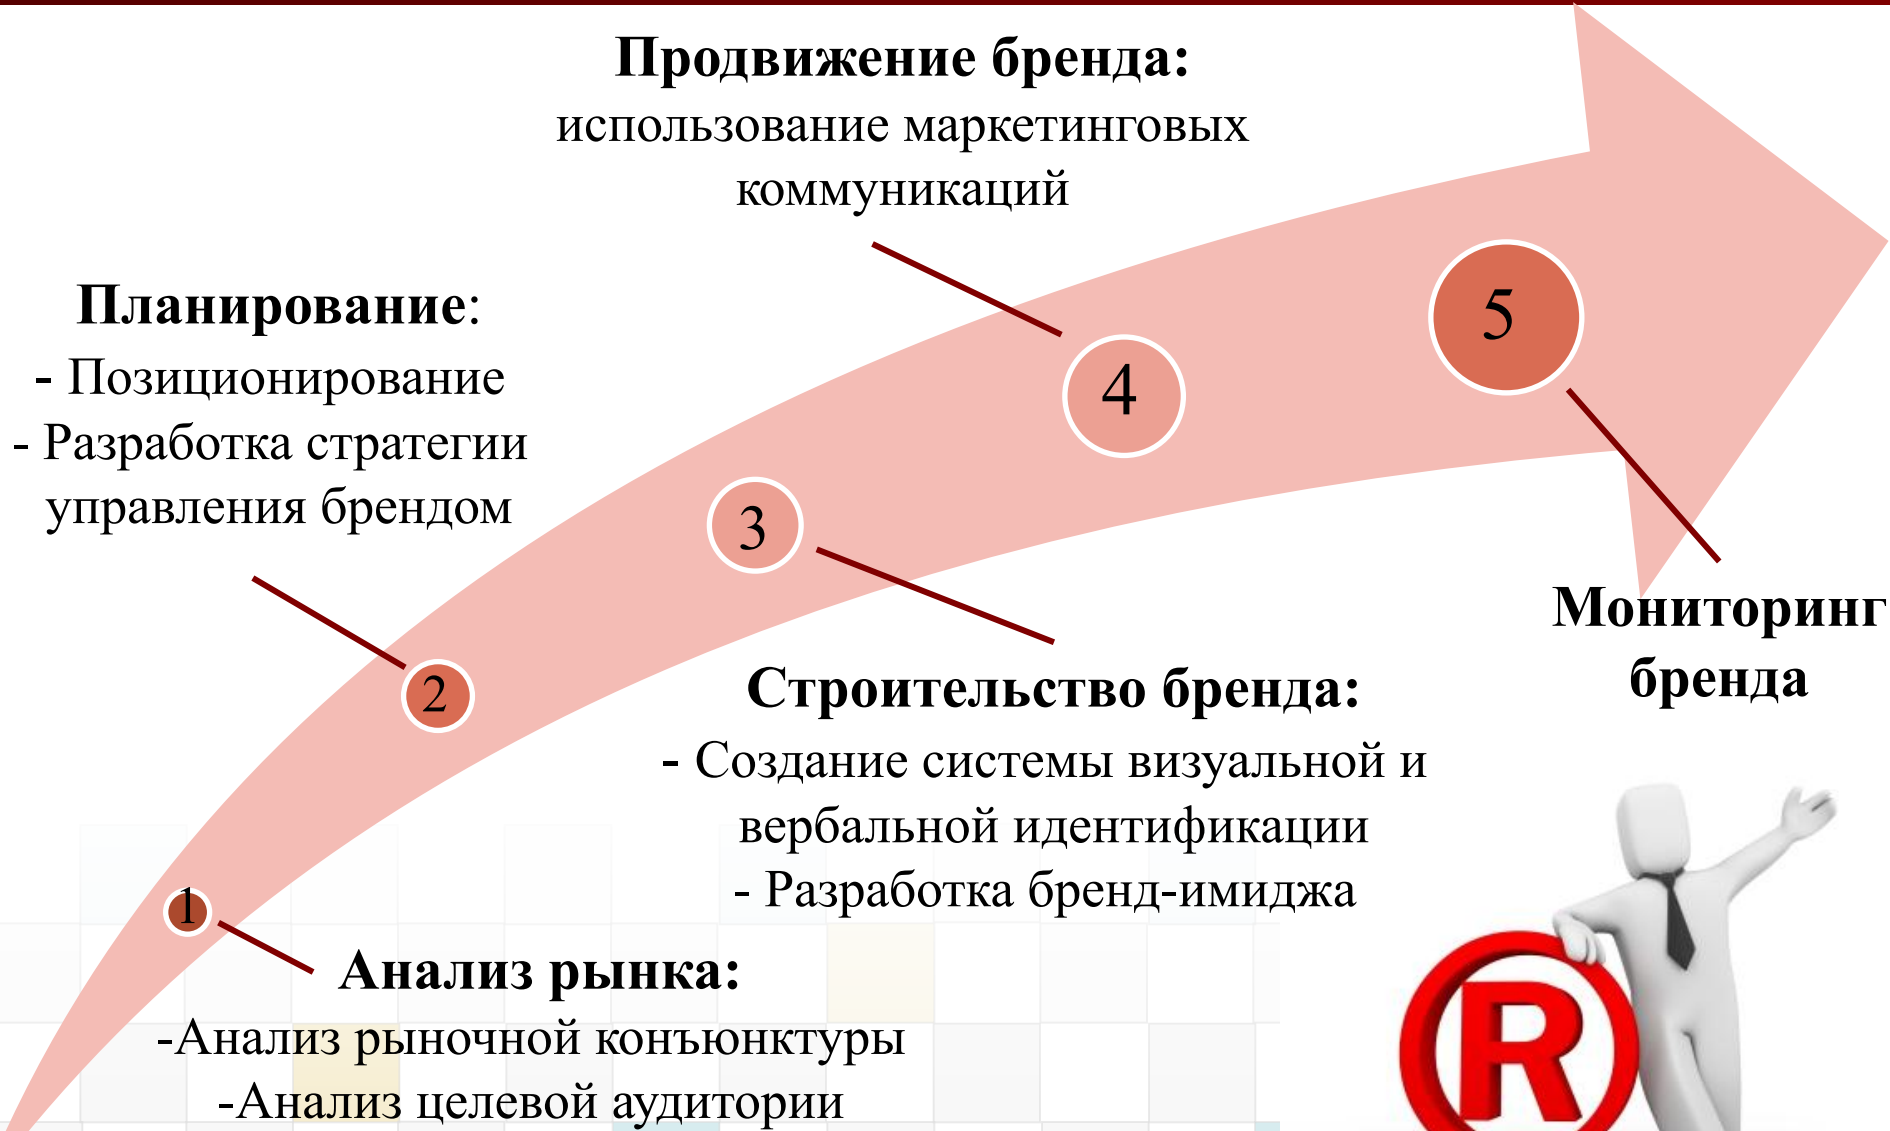 Продвижение бренда:
использование маркетинговых
коммуникаций
5
Планирование:
- Позиционирование
- Разработка стратегии
управления брендом
4
3
2
Мониторинг
бренда
Строительство бренда:
- Создание системы визуальной и
вербальной идентификации
- Разработка бренд-имиджа
1
Анализ рынка:
-Анализ рыночной конъюнктуры
-Анализ целевой аудитории
R